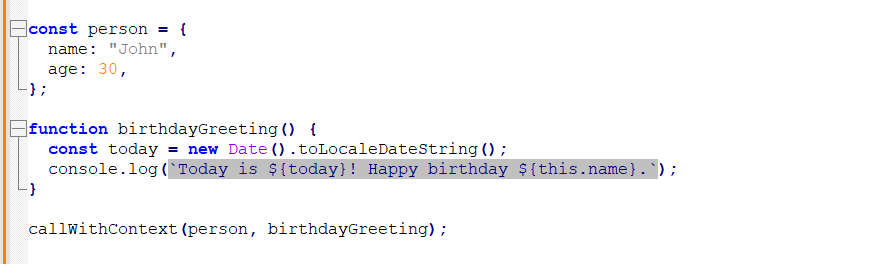 const person = {
  name: "John",
  age: 30,
};
function birthdayGreeting() {
  const today = new Date().toLocaleDateString();
  console.log(`Today is ${today}! Happy birthday ${this.name}.`);
}
callWithContext(person, birthdayGreeting);